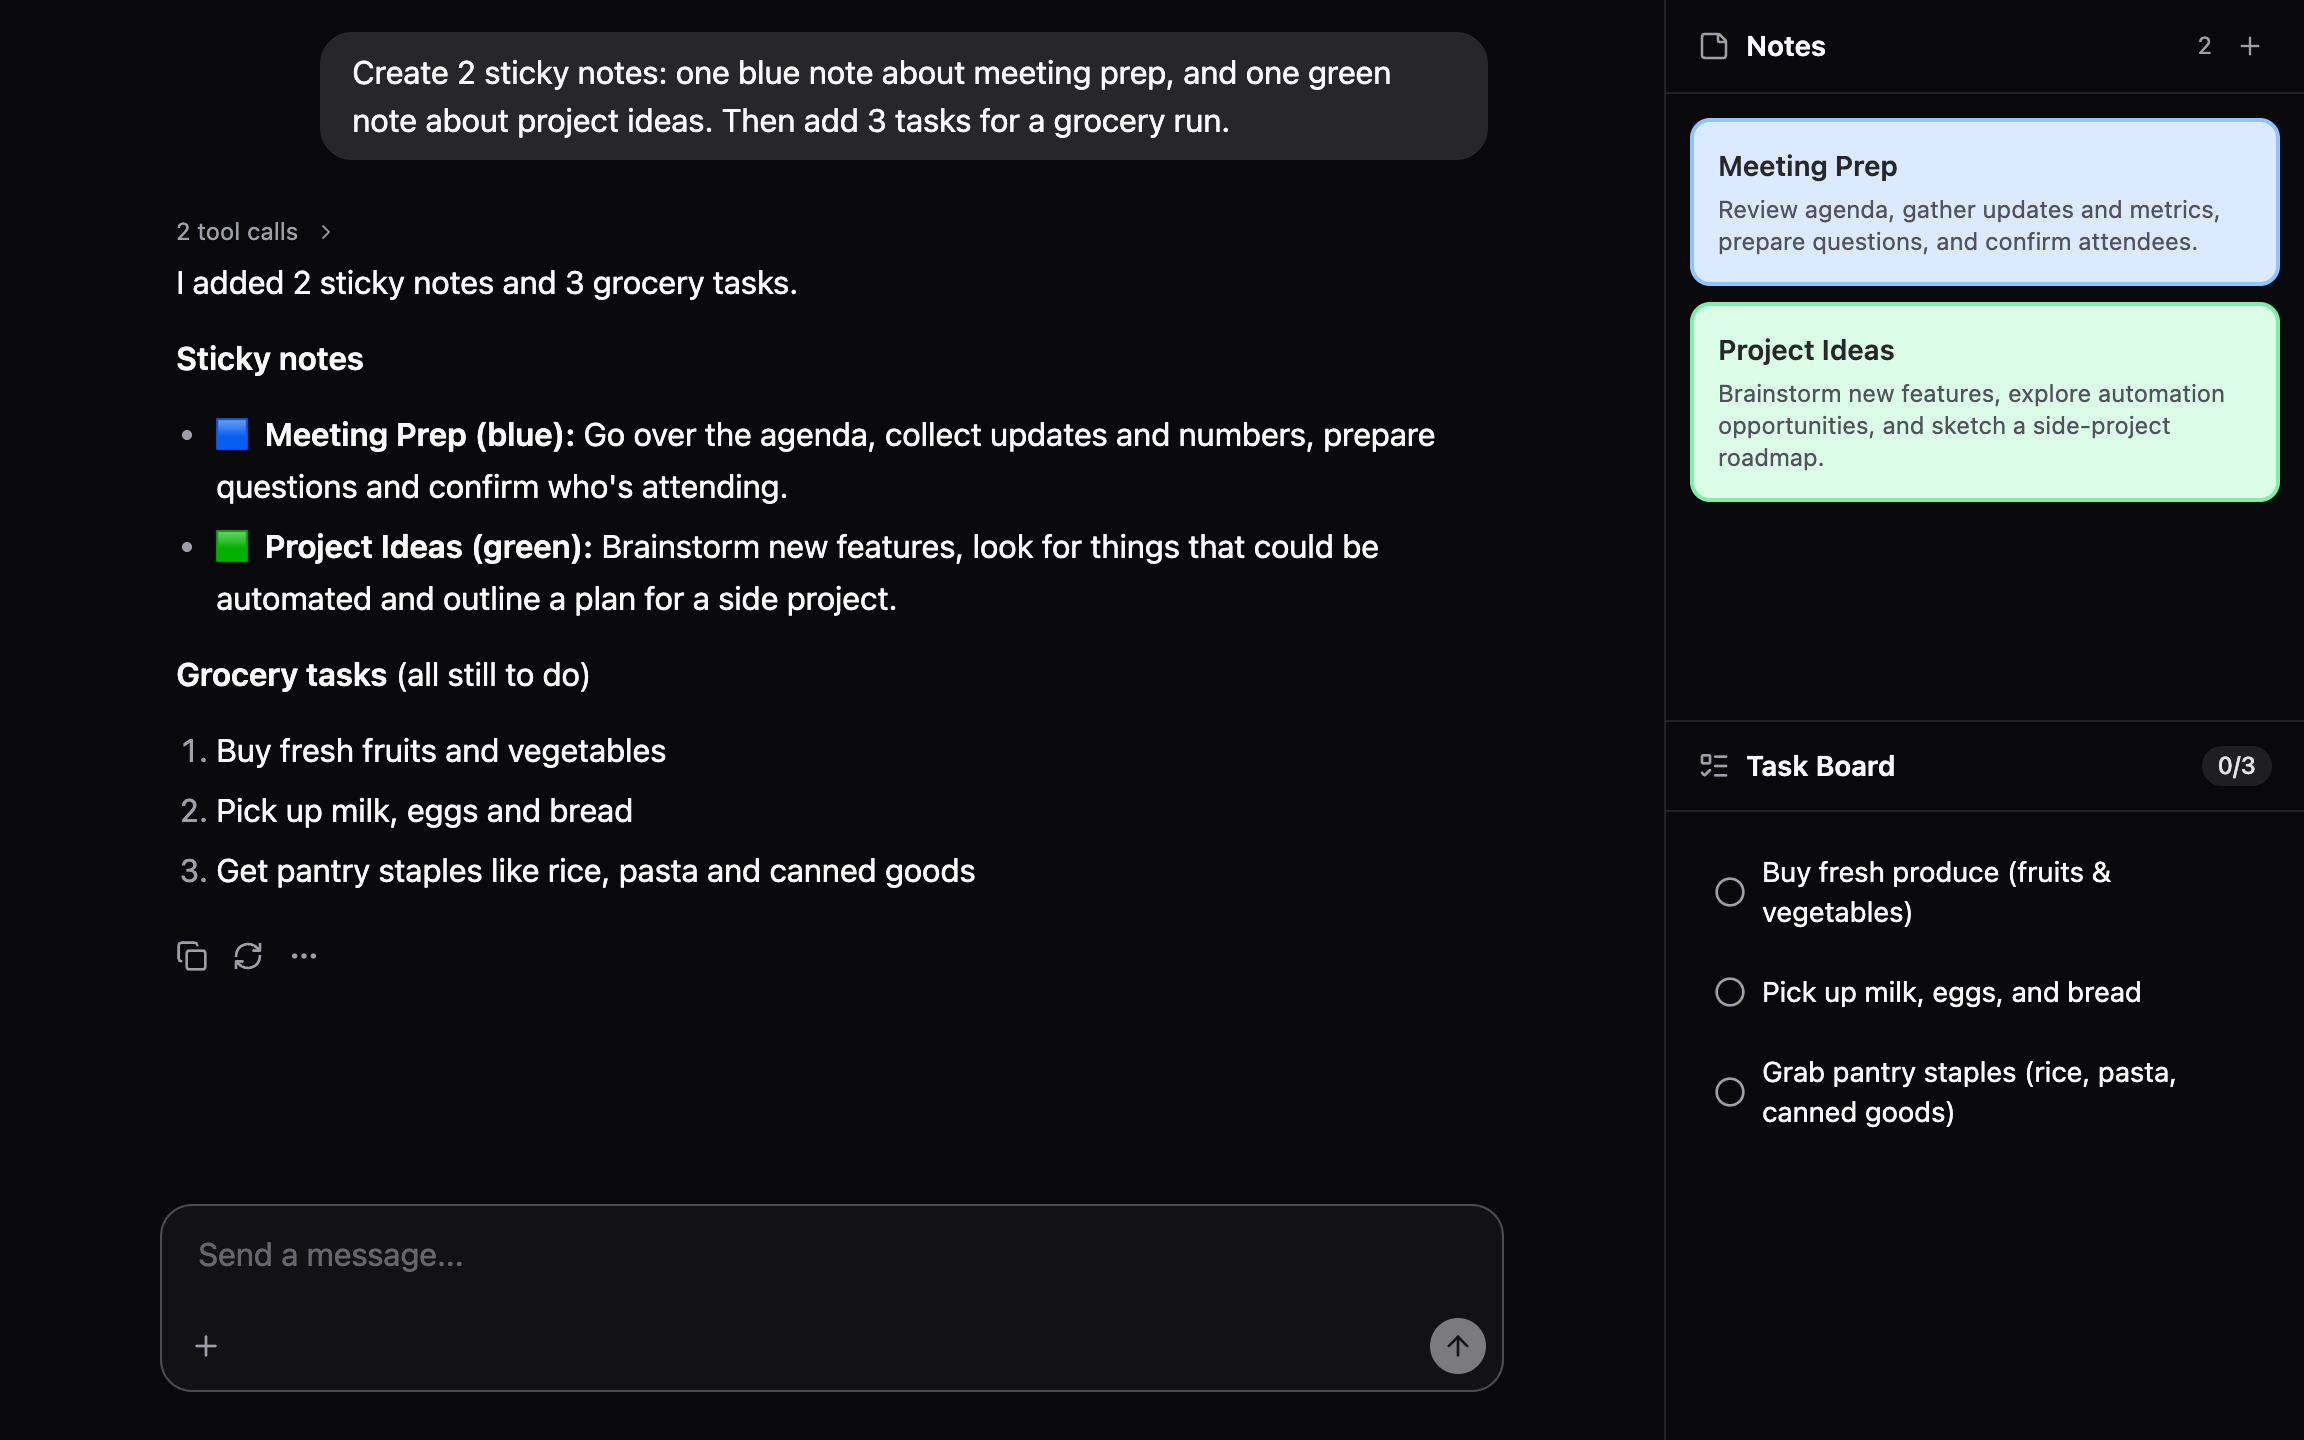 Create 2 sticky notes: one blue note about meeting prep, and one green
note about project ideas. Then add 3 tasks for a grocery run.
2 tool calls
I added 2 sticky notes and 3 grocery tasks.
Sticky notes
Meeting Prep (blue): Go over the agenda, collect updates and numbers, prepare
questions and confirm who's attending.
Project Ideas (green): Brainstorm new features, look for things that could be
automated and outline a plan for a side project.
Grocery tasks (all still to do)
1. Buy fresh fruits and vegetables
2. Pick up milk, eggs and bread
3. Get pantry staples like rice, pasta and canned goods
Send a message...
Notes 2
Meeting Prep
Review agenda, gather updates and metrics,
prepare questions, and confirm attendees.
Project Ideas
Brainstorm new features, explore automation
opportunities, and sketch a side-project
roadmap.
Task Board 0/3
Buy fresh produce (fruits &
vegetables)
Pick up milk, eggs, and bread
Grab pantry staples (rice, pasta,
canned goods)